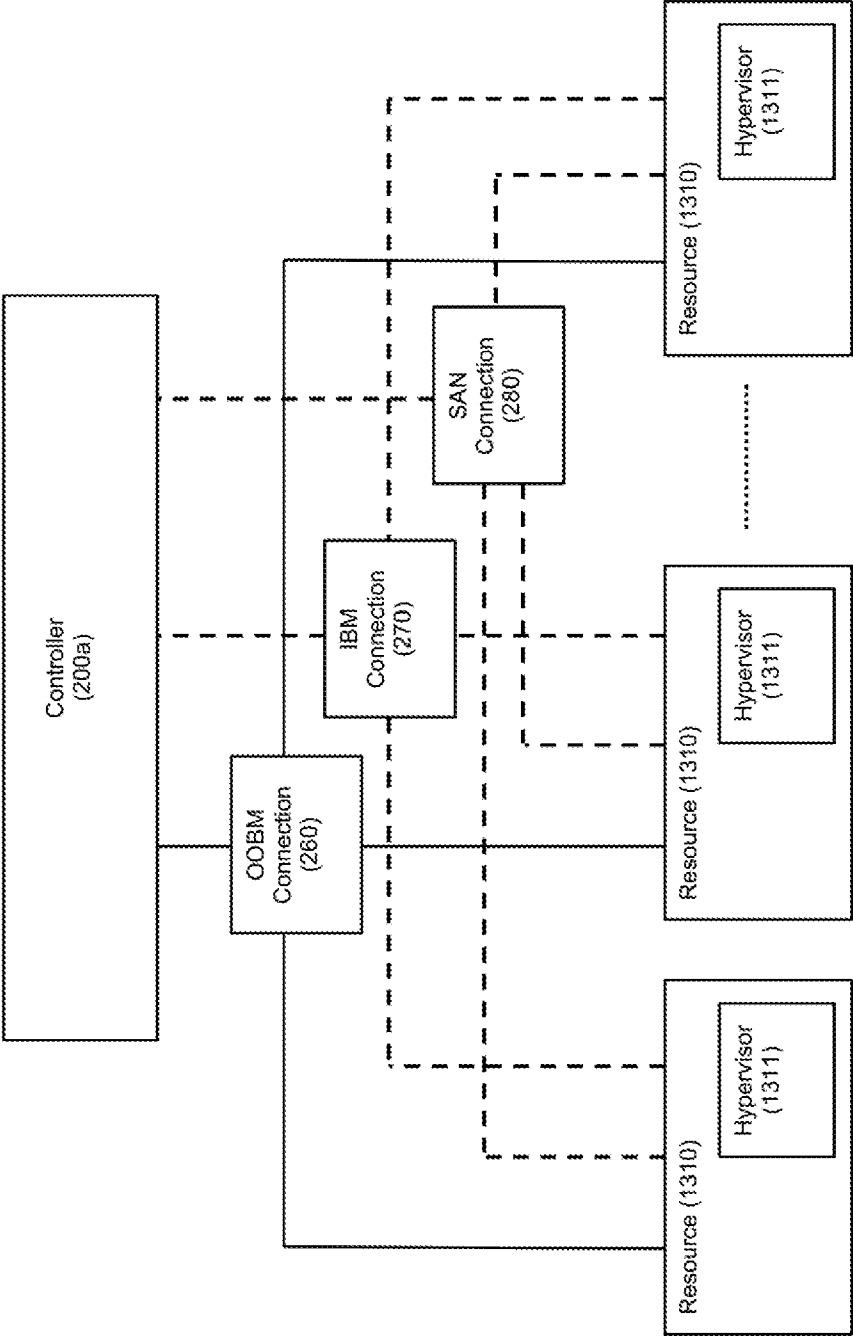 Controller
(200a)
OOBM
Connection
(260)
IBM
Connection
(270)
SAN
Connection
(280)
Resource (1310)
Hypervisor
(1311)
Resource (1310)
Hypervisor
(1311)
Resource (1310)
Hypervisor
(1311)